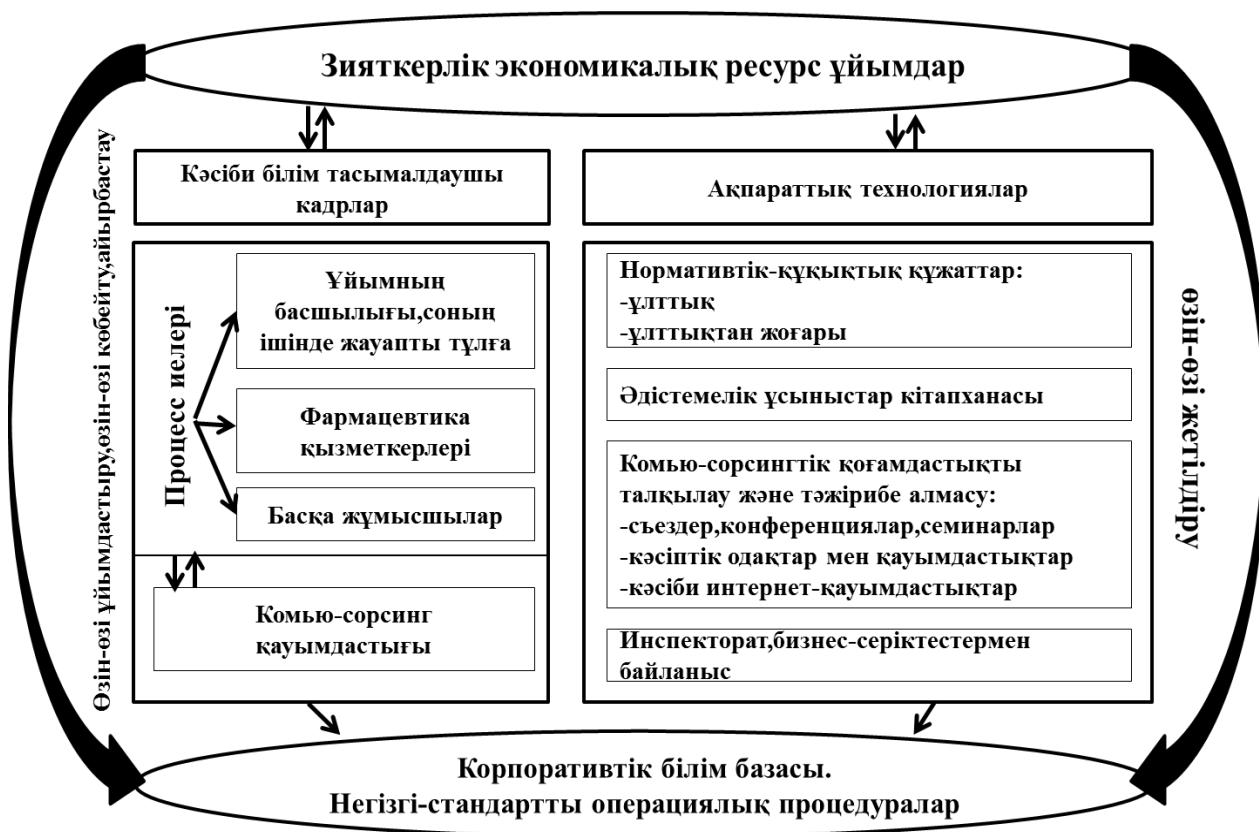 Зияткерлік экономикалық ресурс ұйымдар
Өзін-өзі ұйымдастыру,өзін-өзі көбейту,айырбастау
Кәсіби білім тасымалдаушы
кадрлар
Процесс иелері
Ұйымның
басшылығы,соның
ішінде жауапты тұлға
Фармацевтика
қызметкерлері
Басқа жұмысшылар
Комью-сорсинг
қауымдастығы
Ақпараттық технологиялар
Нормативтік-құқықтық құжаттар:
-ұлттық
-ұлттықтан жоғары
Әдістемелік ұсыныстар кітапханасы
Комью-сорсингтік қоғамдастықты
талқылау және тәжірибе алмасу:
-съездер,конференциялар,семинарлар
-кәсіптік одақтар мен қауымдастықтар
-кәсіби интернет-қауымдастықтар
Инспекторат,бизнес-серіктестермен
байланыс
өзін-өзі жетілдіру
Корпоративтік білім базасы.
Негізгі-стандартты операциялық процедуралар